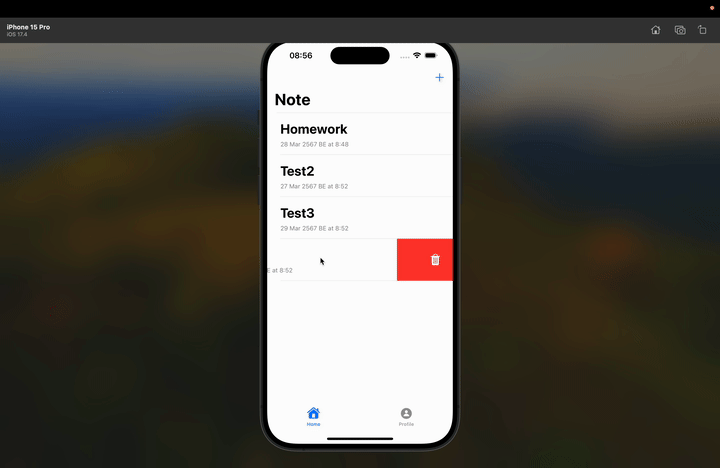 iPhone 15 Pro
iOS 17.4
08:56
Note
Homework
28 Mar 2567 BE at 8:48
Test2
27 Mar 2567 BE at 8:52
Test3
29 Mar 2567 BE at 8:52
E at 8:52
Home
Profile